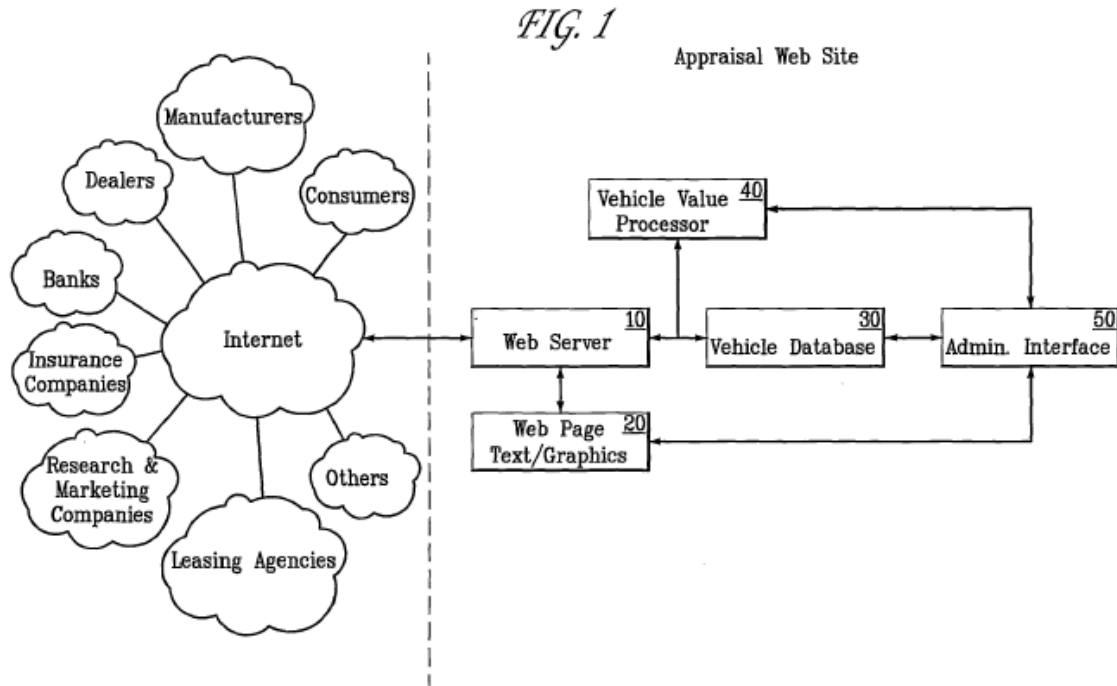 FIG. 1
Appraisal Web Site
Manufacturers
Dealers
Consumers
Banks
Internet
Insurance
Companies
Research &
Marketing
Companies
Others
Leasing Agencies
40
Vehicle Value
Processor
10
Web Server
30
Vehicle Database
50
Admin. Interface
20
Web Page
Text/Graphics